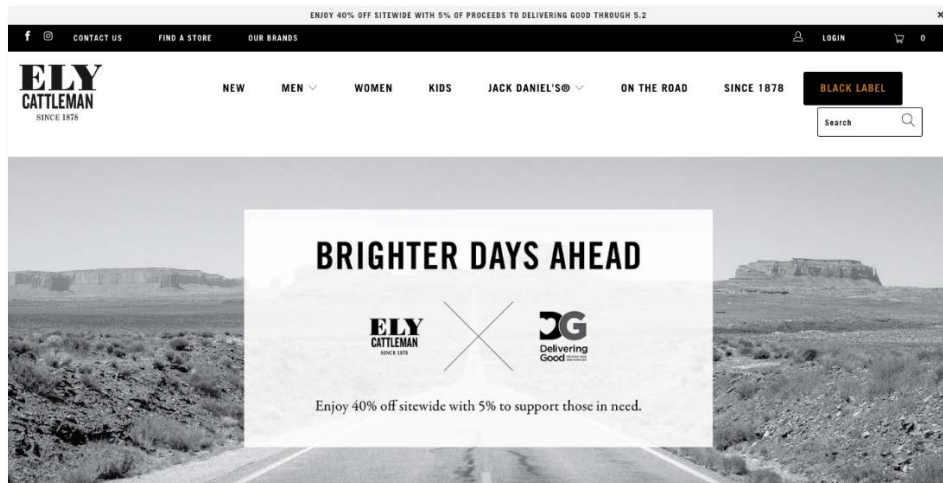 ENJOY 40% OFF SITEWIDE WITH 5% OF PROCEEDS TO DELIVERING GOOD THROUGH 5.2
CONTACT US FIND A STORE OUR BRANDS LOGIN 0
ELY
CATTLEMAN
SINCE 1878
NEW MEN WOMEN KIDS JACK DANIEL'S® ON THE ROAD SINCE 1878 BLACK LABEL
Search
BRIGHTER DAYS AHEAD
ELY
CATTLEMAN
SINCE 1878
DG
Delivering
Good
Enjoy 40% off sitewide with 5% to support those in need.